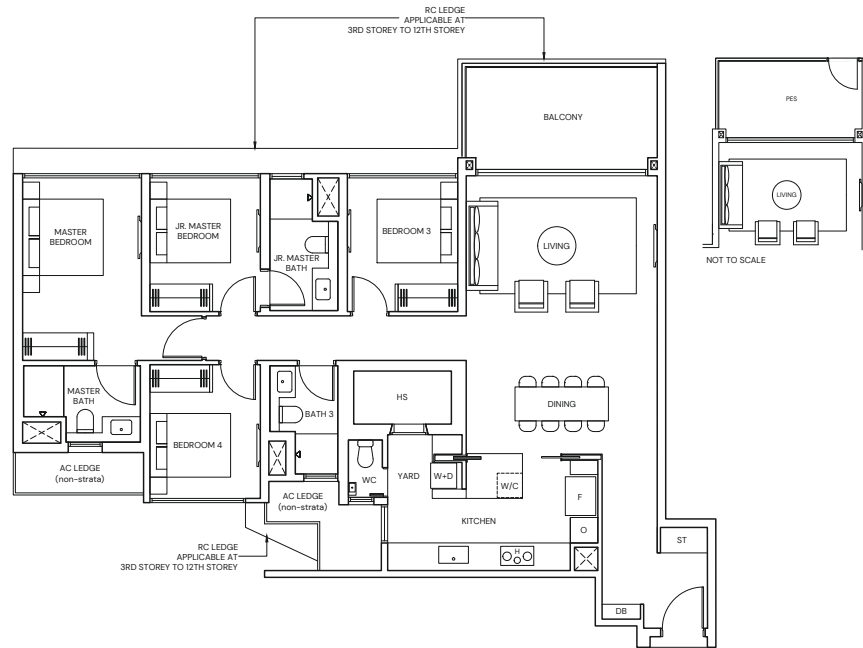 RC LEDGE
APPLICABLE AT
3RD STOREY TO 12TH STOREY
BALCONY
PES
MASTER
BEDROOM
JR. MASTER
BEDROOM
JR. MASTER
BATH
BEDROOM 3
LIVING
LIVING
NOT TO SCALE
MASTER
BATH
BEDROOM 4
BATH 3
HS
DINING
AC LEDGE
(non-strata)
AC LEDGE
(non-strata)
WC
YARD
W+D
W/C
F
KITCHEN
O
H
ST
DB
RC LEDGE
APPLICABLE AT
3RD STOREY TO 12TH STOREY